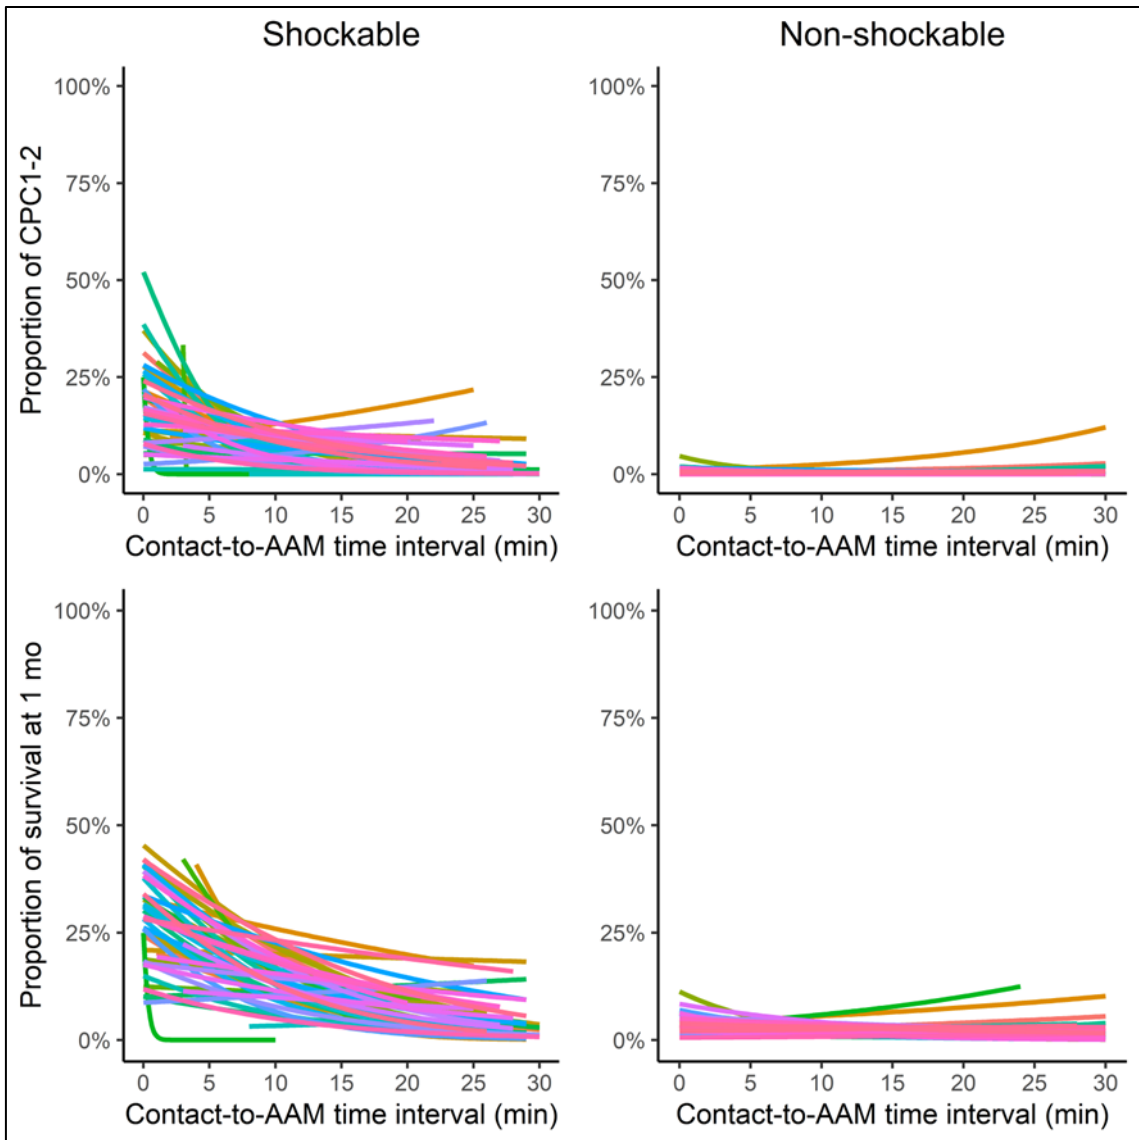 Shockable
Non-shockable
Proportion of CPC1-2
100%
75%
50%
25%
0%
0 5 10 15 20 25 30
Contact-to-AAM time interval (min)
100%
75%
50%
25%
0%
0 5 10 15 20 25 30
Contact-to-AAM time interval (min)
Proportion of survival at 1 mo
100%
75%
50%
25%
0%
0 5 10 15 20 25 30
Contact-to-AAM time interval (min)
100%
75%
50%
25%
0%
0 5 10 15 20 25 30
Contact-to-AAM time interval (min)